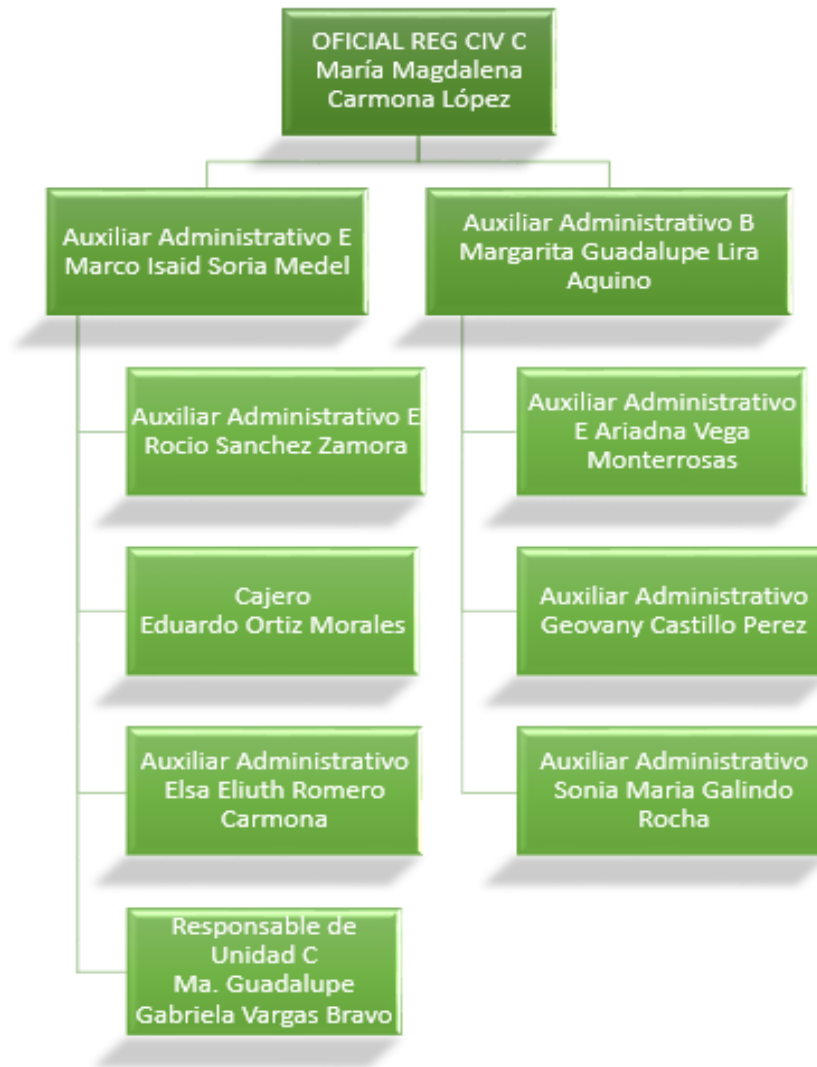 OFICIAL REG CIV C
María Magdalena
Carmona López
Auxiliar Administrativo E
Marco Isaid Soria Medel
Auxiliar Administrativo B
Margarita Guadalupe Lira
Aquino
Auxiliar Administrativo E
Rocio Sanchez Zamora
Cajero
Eduardo Ortiz Morales
Auxiliar Administrativo
Elsa Eliuth Romero
Carmona
Responsable de
Unidad C
Ma. Guadalupe
Gabriela Vargas Bravo
Auxiliar Administrativo
E Ariadna Vega
Monterrosas
Auxiliar Administrativo
Geovany Castillo Perez
Auxiliar Administrativo
Sonia Maria Galindo
Rocha